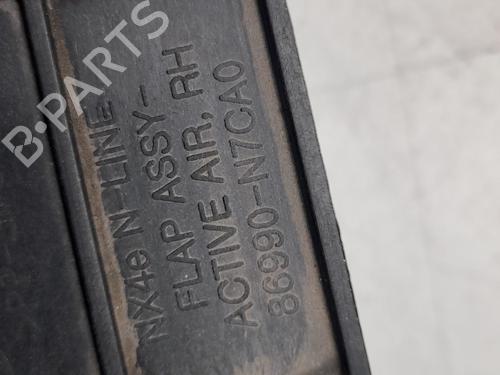 B-PARTS
NX4e N-LINE
FLAP ASSY-
ACTIVE AIR, RH
86990-N7CA0